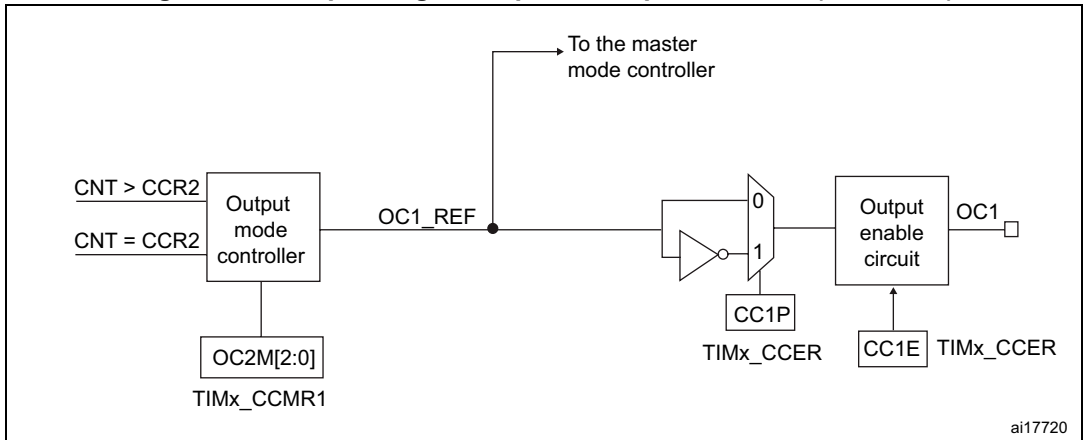 To the master
mode controller
CNT > CCR2
CNT = CCR2
Output
mode
controller
OC1_REF
0
1
Output
enable
circuit
OC1
CC1P
TIMx_CCER
CC1E
TIMx_CCER
OC2M[2:0]
TIMx_CCMR1
ai17720